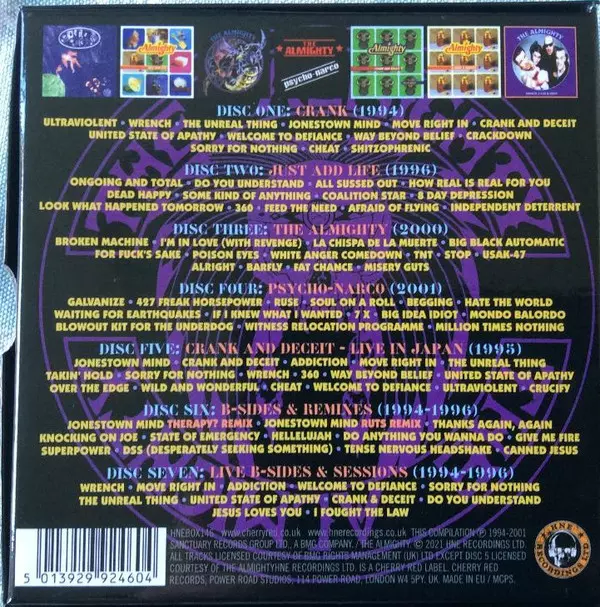 Almighty
THE
ALMIGHTY
psycho-narco
Almighty
Almighty
THE ALMIGHTY
DISC ONE: CRANK (1994)
ULTRAVIOLENT • WRENCH • THE UNREAL THING • JONESTOWN MIND • MOVE RIGHT IN • CRANK AND DECEIT
UNITED STATE OF APATHY • WELCOME TO DEFIANCE • WAY BEYOND BELIEF • CRACKDOWN
SORRY FOR NOTHING • CHEAT • SHITZOPHRENIC
DISC TWO: JUST ADD LIFE (1996)
ONGOING AND TOTAL • DO YOU UNDERSTAND • ALL SUSSED OUT • HOW REAL IS REAL FOR YOU
DEAD HAPPY • SOME KIND OF ANYTHING • COALITION STAR • 8 DAY DEPRESSION
LOOK WHAT HAPPENED TOMORROW • 360 • FEED THE NEED • AFRAID OF FLYING • INDEPENDENT DETERRENT
DISC THREE: THE ALMIGHTY (2000)
BROKEN MACHINE • I'M IN LOVE (WITH REVENGE) • LA CHISPA DE LA MUERTE • BIG BLACK AUTOMATIC
FOR FUCK'S SAKE • POISON EYES • WHITE ANGER COMEDOWN • TNT • STOP • USAK-47
ALRIGHT • BARFLY • FAT CHANCE • MISERY GUTS
DISC FOUR: PSYCHO-NARCO (2001)
GALVANIZE • 427 FREAK HORSEPOWER • RUSE • SOUL ON A ROLL • BEGGING • HATE THE WORLD
WAITING FOR EARTHQUAKES • IF I KNEW WHAT I WANTED • 7 X • BIG IDEA IDIOT • MONDO BALORDO
BLOWOUT KIT FOR THE UNDERDOG • WITNESS RELOCATION PROGRAMME • MILLION TIMES NOTHING
DISC FIVE: CRANK AND DECEIT - LIVE IN JAPAN (1995)
JONESTOWN MIND • CRANK AND DECEIT • ADDICTION • MOVE RIGHT IN • THE UNREAL THING
TAKIN' HOLD • SORRY FOR NOTHING • WRENCH • 360 • WAY BEYOND BELIEF • UNITED STATE OF APATHY
OVER THE EDGE • WILD AND WONDERFUL • CHEAT • WELCOME TO DEFIANCE • ULTRAVIOLENT • CRUCIFY
DISC SIX: B-SIDES & REMIXES (1994-1996)
JONESTOWN MIND THERAPY? REMIX • JONESTOWN MIND RUTS REMIX • THANKS AGAIN, AGAIN
KNOCKING ON JOE • STATE OF EMERGENCY • HELLELUJAH • DO ANYTHING YOU WANNA DO • GIVE ME FIRE
SUPERPOWER • DSS (DESPERATELY SEEKING SOMETHING) • TENSE NERVOUS HEADSHAKE • CANNED JESUS
DISC SEVEN: LIVE B-SIDES & SESSIONS (1994-1996)
WRENCH • MOVE RIGHT IN • ADDICTION • WELCOME TO DEFIANCE • SORRY FOR NOTHING
THE UNREAL THING • UNITED STATE OF APATHY • CRANK & DECEIT • DO YOU UNDERSTAND
JESUS LOVES YOU • I FOUGHT THE LAW
HNEBOX146. www.cherryred.co.uk www.hnerecordings.co.uk. THIS COMPILATION ℗ 1994-2001
SANCTUARY RECORDS GROUP LTD., A BMG COMPANY. / THE ALMIGHTY. © 2021 HNE RECORDINGS LTD.
ALL TRACKS LICENSED COURTESY OF BMG RIGHTS MANAGEMENT (UK) LTD EXCEPT DISC 5 LICENSED
COURTESY OF THE ALMIGHTY. HNE RECORDINGS LTD. IS A CHERRY RED LABEL. CHERRY RED
RECORDS, POWER ROAD STUDIOS, 114 POWER ROAD, LONDON W4 5PY. UK. MADE IN EU / MCPS.
5 013929 924604
HNE
RECORDINGS LTD.